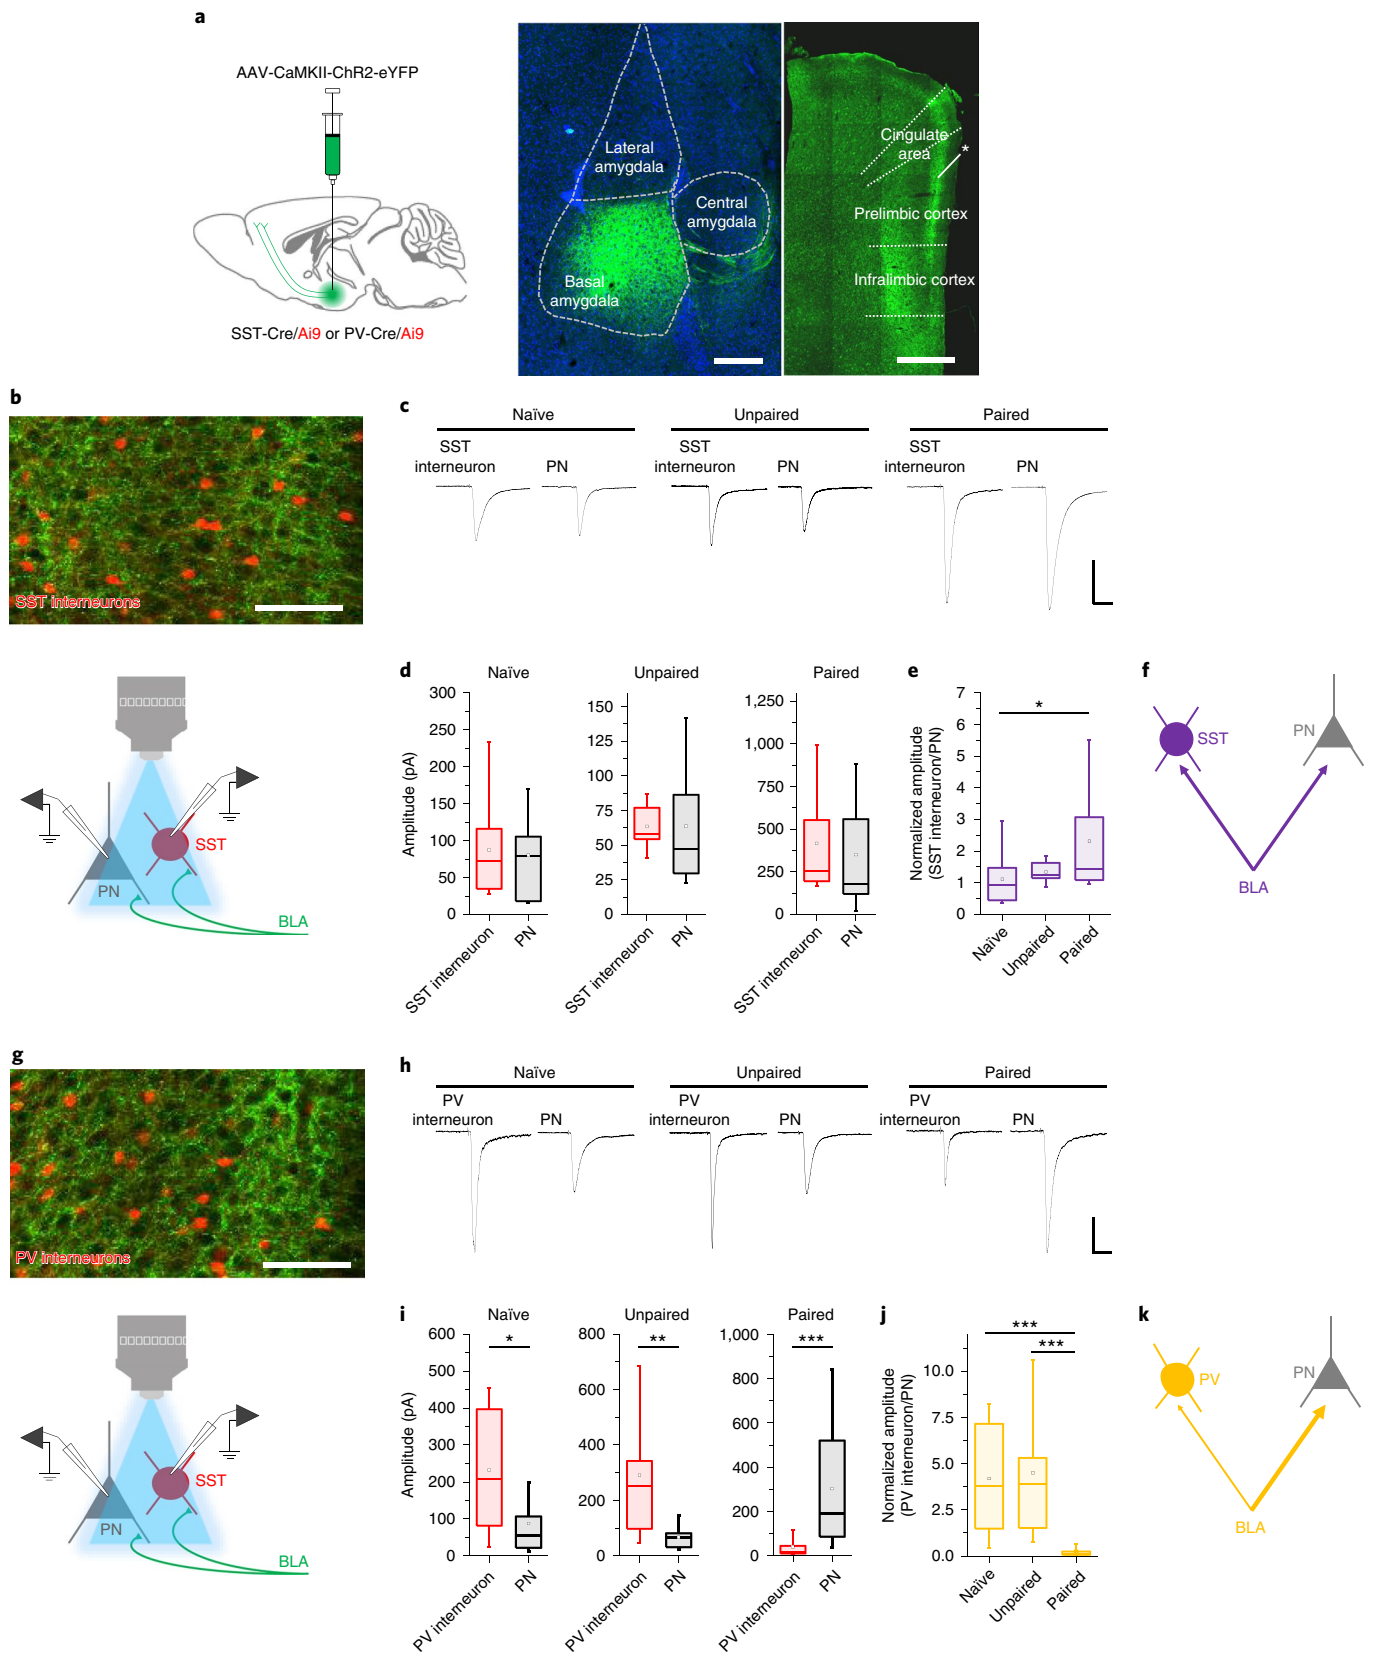 a
AAV-CaMKII-ChR2-eYFP
SST-Cre/Ai9 or PV-Cre/Ai9
Lateral
amygdala
Central
amygdala
Basal
amygdala
Cingulate
area
*
Prelimbic cortex
Infralimbic cortex
b
SST interneurons
PN
SST
BLA
c
Naïve
Unpaired
Paired
SST
interneuron
PN
SST
interneuron
PN
SST
interneuron
PN
d
Naïve
Amplitude (pA)
300
250
200
150
100
50
0
SST interneuron
PN
Unpaired
150
125
100
75
50
25
0
SST interneuron
PN
Paired
1,250
1,000
750
500
250
0
SST interneuron
PN
e
Normalized amplitude
(SST interneuron/PN)
7
6
5
4
3
2
1
0
*
Naïve
Unpaired
Paired
f
SST
PN
BLA
g
PV interneurons
PN
SST
BLA
h
Naïve
Unpaired
Paired
PV
interneuron
PN
PV
interneuron
PN
PV
interneuron
PN
i
Naïve
Amplitude (pA)
600
500
400
300
200
100
0
*
PV interneuron
PN
Unpaired
800
600
400
200
0
**
PV interneuron
PN
Paired
1,000
800
600
400
200
0
***
PV interneuron
PN
j
Normalized amplitude
(PV interneuron/PN)
10.0
7.5
5.0
2.5
0.0
***
***
Naïve
Unpaired
Paired
k
PV
PN
BLA